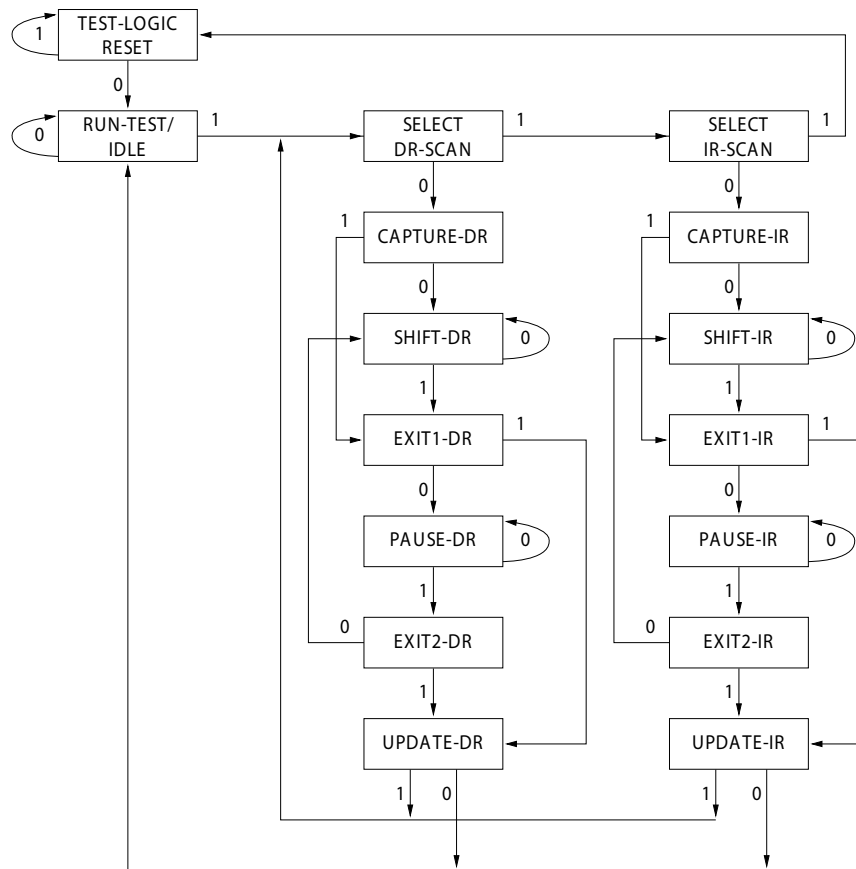 TEST-LOGIC
RESET
1
0
RUN-TEST/
IDLE
0
1
SELECT
DR-SCAN
1
SELECT
IR-SCAN
1
0
0
1
CAPTURE-DR
1
CAPTURE-IR
0
0
SHIFT-DR
0
SHIFT-IR
0
1
1
EXIT1-DR
1
EXIT1-IR
1
0
0
PAUSE-DR
0
PAUSE-IR
0
1
1
0
EXIT2-DR
0
EXIT2-IR
1
1
UPDATE-DR
UPDATE-IR
1
0
1
0